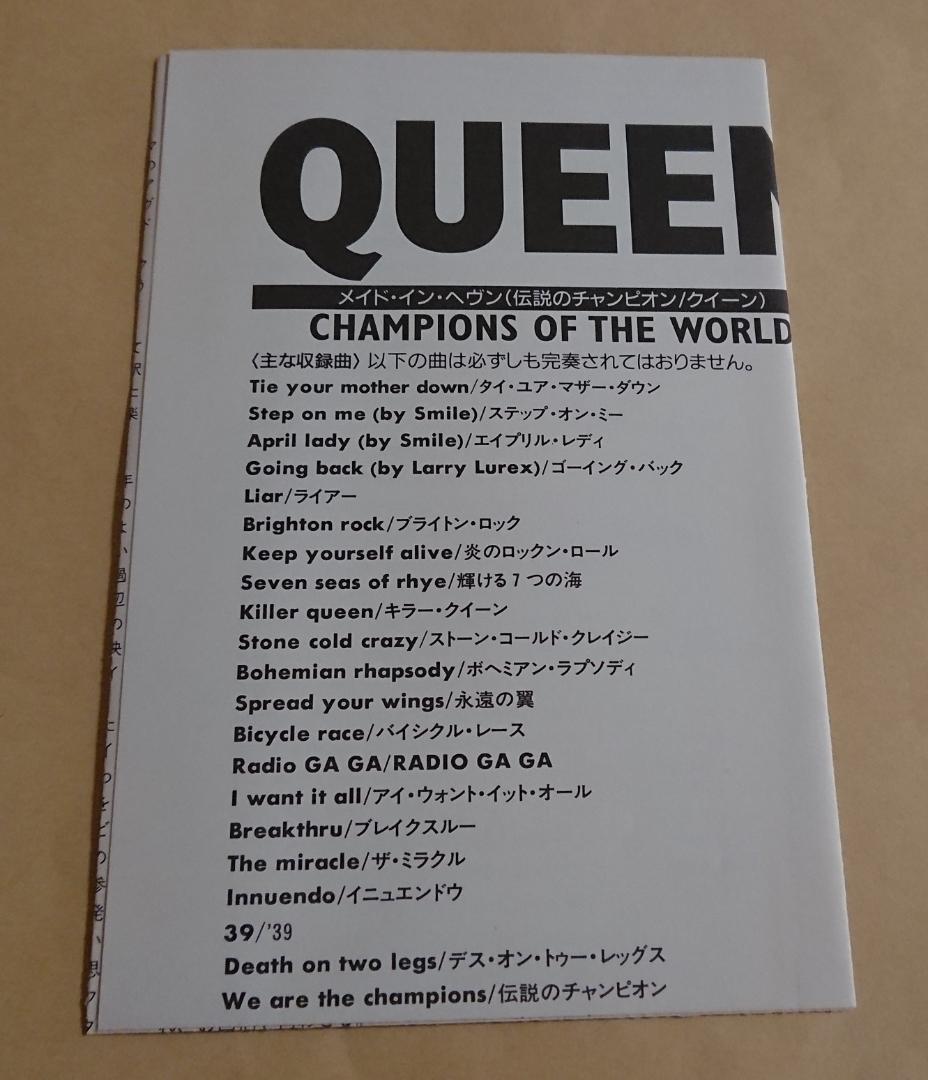 QUEEN
メイド・イン・ヘヴン(伝説のチャンピオン/クイーン)
CHAMPIONS OF THE WORLD
〈主な収録曲〉以下の曲は必ずしも完奏されてはおりません。
Tie your mother down/タイ・ユア・マザー・ダウン
Step on me (by Smile)/ステップ・オン・ミー
April lady (by Smile)/エイプリル・レディ
Going back (by Larry Lurex)/ゴーイング・バック
Liar/ライアー
Brighton rock/ブライトン・ロック
Keep yourself alive/炎のロックン・ロール
Seven seas of rhye/輝ける7つの海
Killer queen/キラー・クイーン
Stone cold crazy/ストーン・コールド・クレイジー
Bohemian rhapsody/ボヘミアン・ラプソディ
Spread your wings/永遠の翼
Bicycle race/バイシクル・レース
Radio GA GA/RADIO GA GA
I want it all/アイ・ウォント・イット・オール
Breakthru/ブレイクスルー
The miracle/ザ・ミラクル
Innuendo/イニュエンドウ
39/'39
Death on two legs/デス・オン・トゥー・レッグス
We are the champions/伝説のチャンピオン